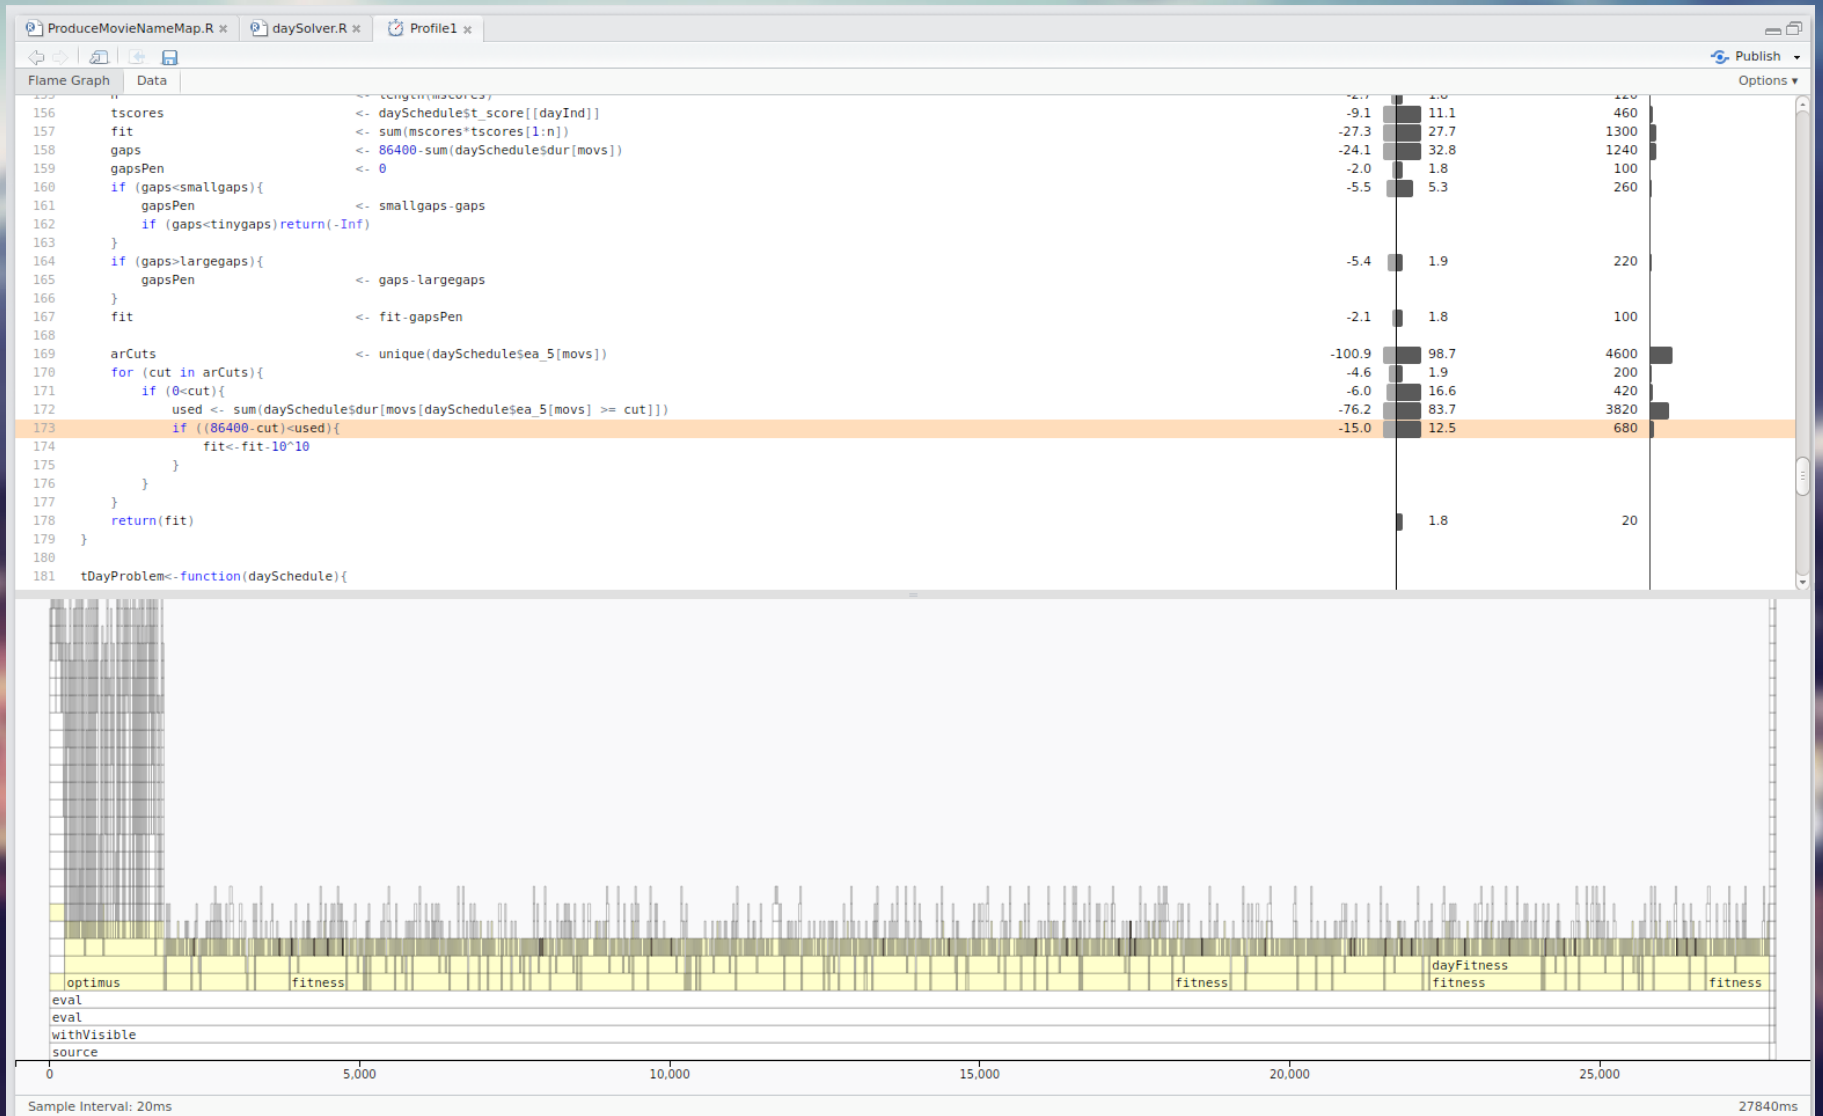 ProduceMovieNameMap.R × daySolver.R × Profile1 ×
Publish
Flame Graph Data Options
156 tscores <- daySchedule$t_score[[dayInd]] -9.1 11.1 460
157 fit <- sum(mscores*tscores[1:n]) -27.3 27.7 1300
158 gaps <- 86400-sum(daySchedule$dur[movs]) -24.1 32.8 1240
159 gapsPen <- 0 -2.0 1.8 100
160 if (gaps<smallgaps){ -5.5 5.3 260
161 gapsPen <- smallgaps-gaps
162 if (gaps<tinygaps)return(-Inf)
163 }
164 if (gaps>largegaps){ -5.4 1.9 220
165 gapsPen <- gaps-largegaps
166 }
167 fit <- fit-gapsPen -2.1 1.8 100
168
169 arCuts <- unique(daySchedule$ea_5[movs]) -100.9 98.7 4600
170 for (cut in arCuts){ -4.6 1.9 200
171 if (0<cut){ -6.0 16.6 420
172 used <- sum(daySchedule$dur[movs[daySchedule$ea_5[movs] >= cut]]) -76.2 83.7 3820
173 if ((86400-cut)<used){ -15.0 12.5 680
174 fit<-fit-10^10
175 }
176 }
177 }
178 return(fit) 1.8 20
179 }
180
181 tDayProblem<-function(daySchedule){
dayFitness
optimus fitness fitness fitness fitness
eval
eval
withVisible
source
0 5,000 10,000 15,000 20,000 25,000
Sample Interval: 20ms 27840ms